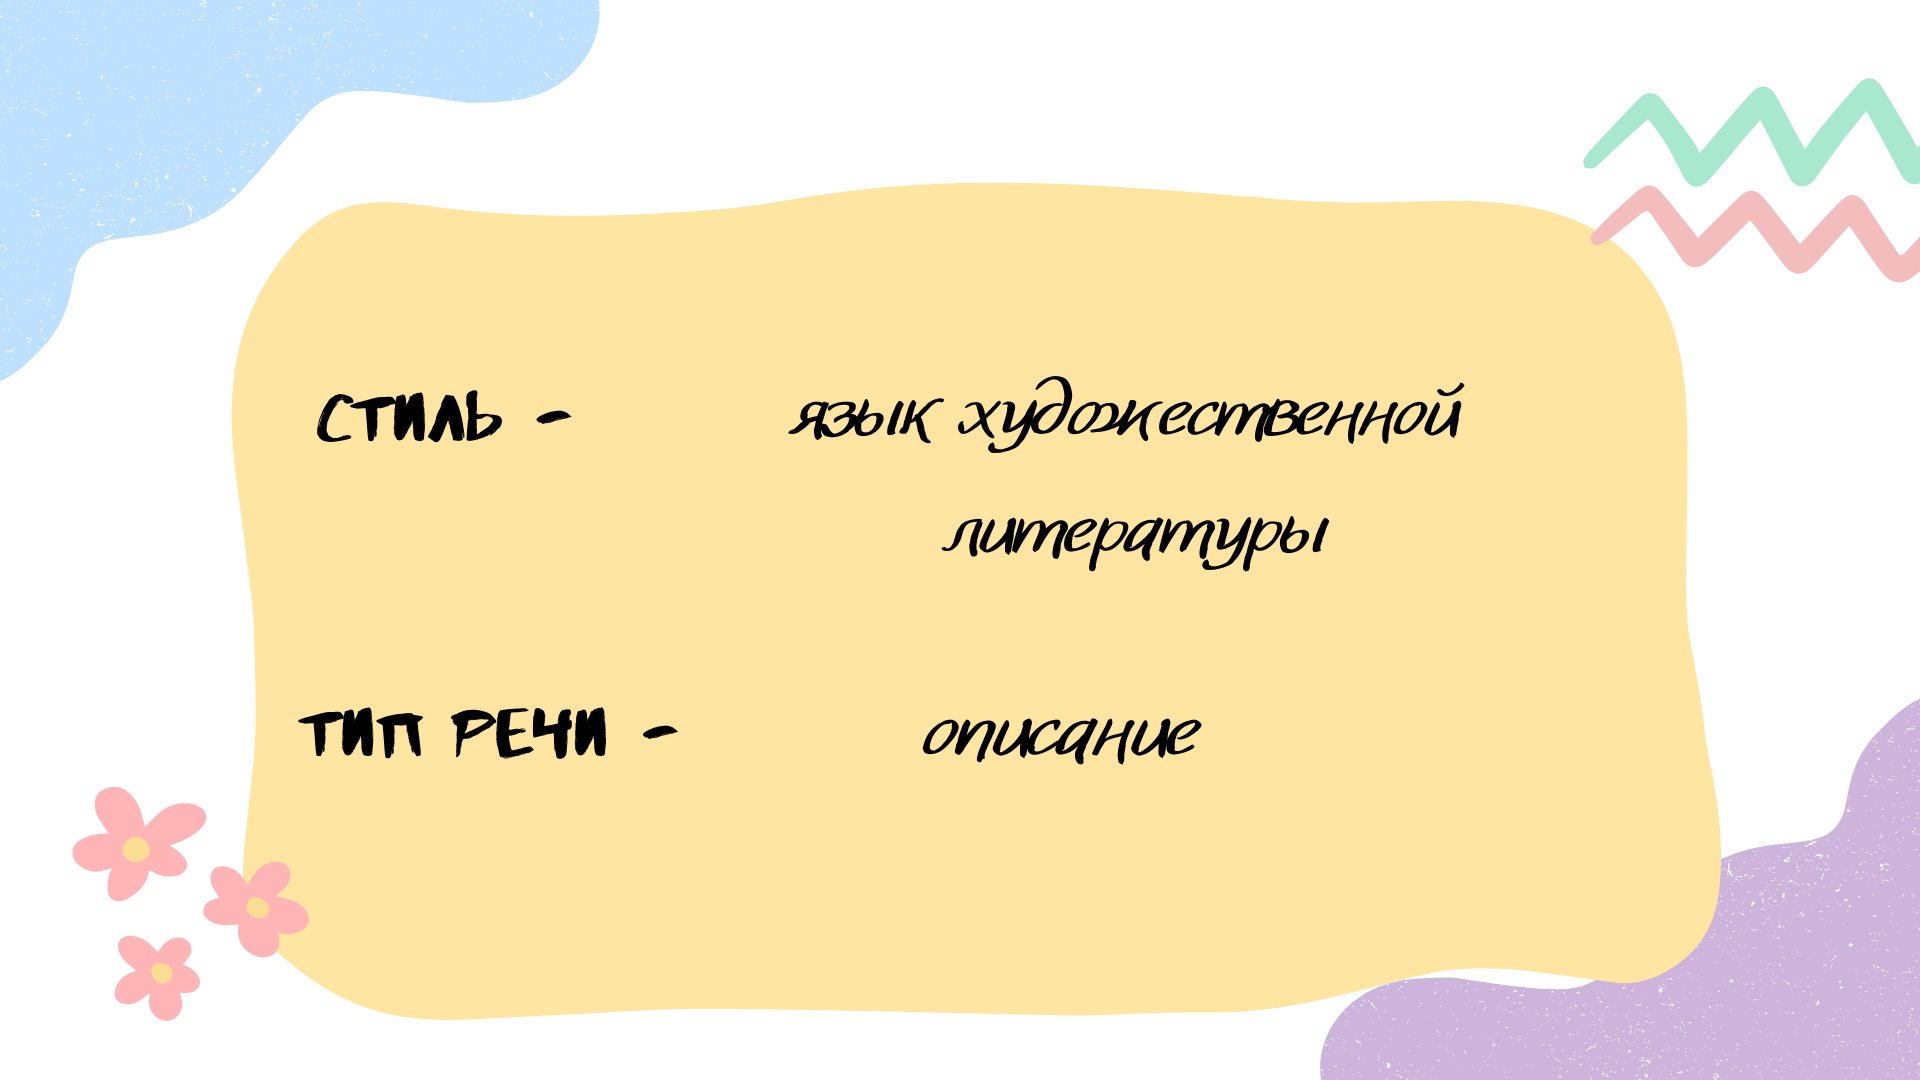 СТИЛЬ - язык художественной
литературы
ТИП РЕЧИ - описание